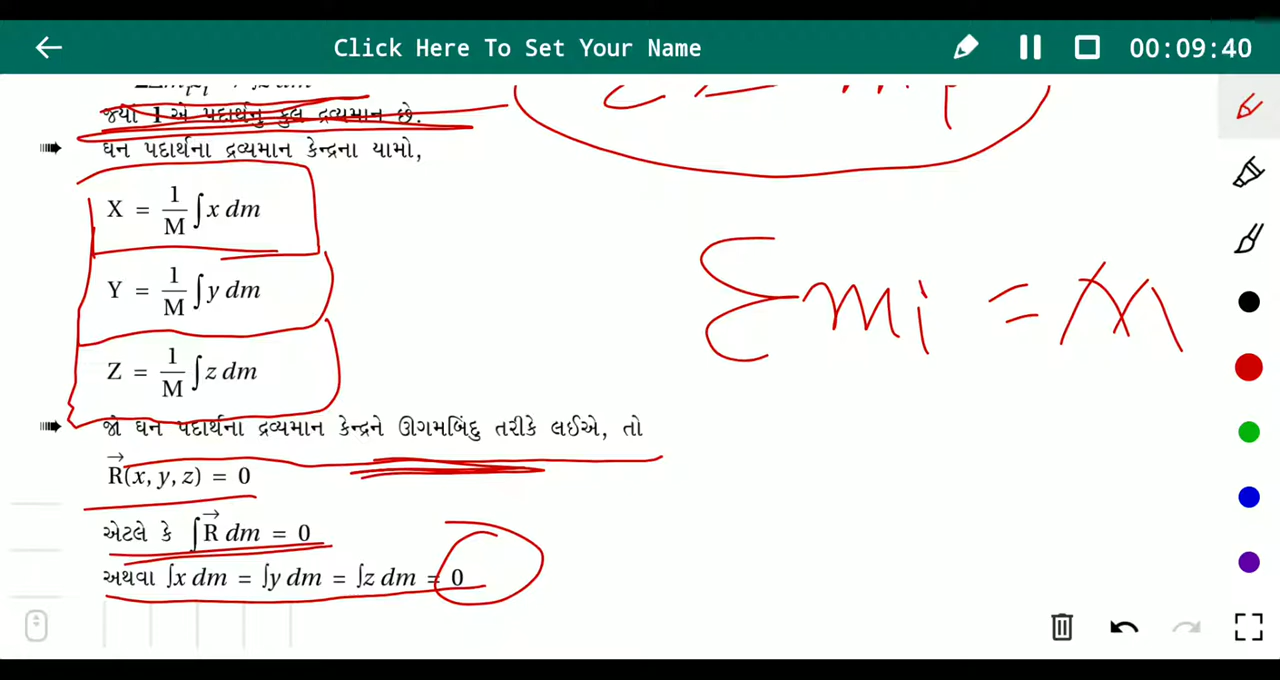 Click Here To Set Your Name
00:09:40
જ્યાં 1 એ પદાર્થનું કુલ દ્રવ્યમાન છે.
ઘન પદાર્થના દ્રવ્યમાન કેન્દ્રના યામો,
X = 1/M ∫x dm
Σmi = M
Y = 1/M ∫y dm
Z = 1/M ∫z dm
જો ઘન પદાર્થના દ્રવ્યમાન કેન્દ્રને ઊગમબિંદુ તરીકે લઈએ, તો
R⃗(x, y, z) = 0
એટલે કે ∫R⃗ dm = 0
અથવા ∫x dm = ∫y dm = ∫z dm = 0